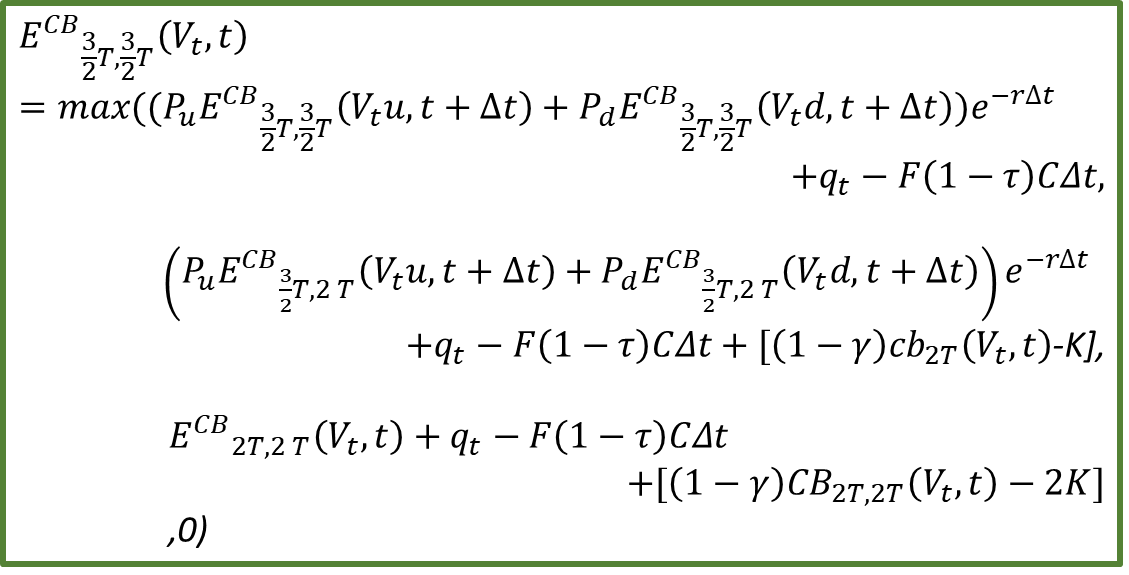 E^{CB}_{\frac{3}{2}T,\frac{3}{2}T}(V_t, t)
= max((P_u E^{CB}_{\frac{3}{2}T,\frac{3}{2}T}(V_t u, t + Δt) + P_d E^{CB}_{\frac{3}{2}T,\frac{3}{2}T}(V_t d, t + Δt))e^{-rΔt}
+q_t − F(1 − τ)CΔt,
(P_u E^{CB}_{\frac{3}{2}T,2 T}(V_t u, t + Δt) + P_d E^{CB}_{\frac{3}{2}T,2 T}(V_t d, t + Δt)) e^{-rΔt}
+q_t − F(1 − τ)CΔt + [(1 − γ)cb_{2T}(V_t, t)-K],
E^{CB}_{2T,2 T}(V_t, t) + q_t − F(1 − τ)CΔt
+[(1 − γ)CB_{2T,2T}(V_t, t) − 2K]
,0)